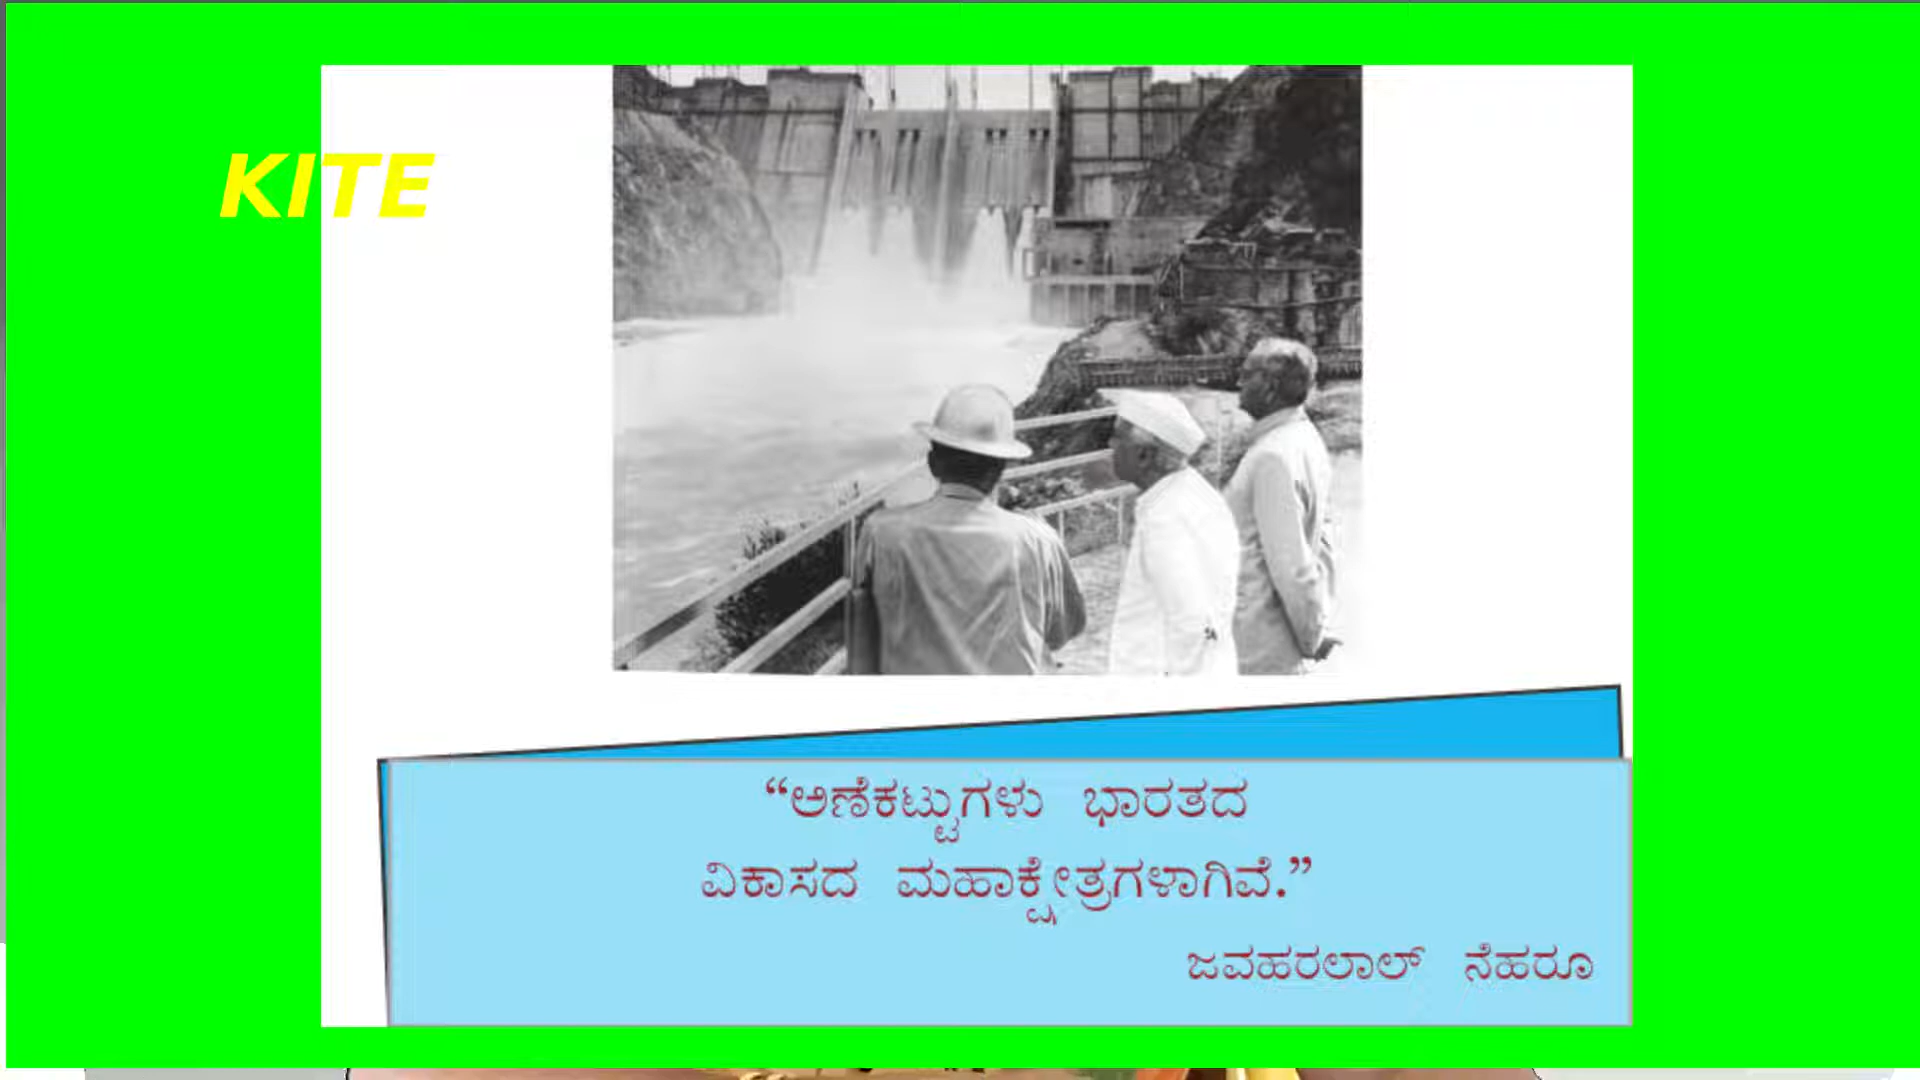 KITE
“ಅಣೆಕಟ್ಟುಗಳು ಭಾರತದ
ವಿಕಾಸದ ಮಹಾಕ್ಷೇತ್ರಗಳಾಗಿವೆ.”
ಜವಹರಲಾಲ್ ನೆಹರೂ